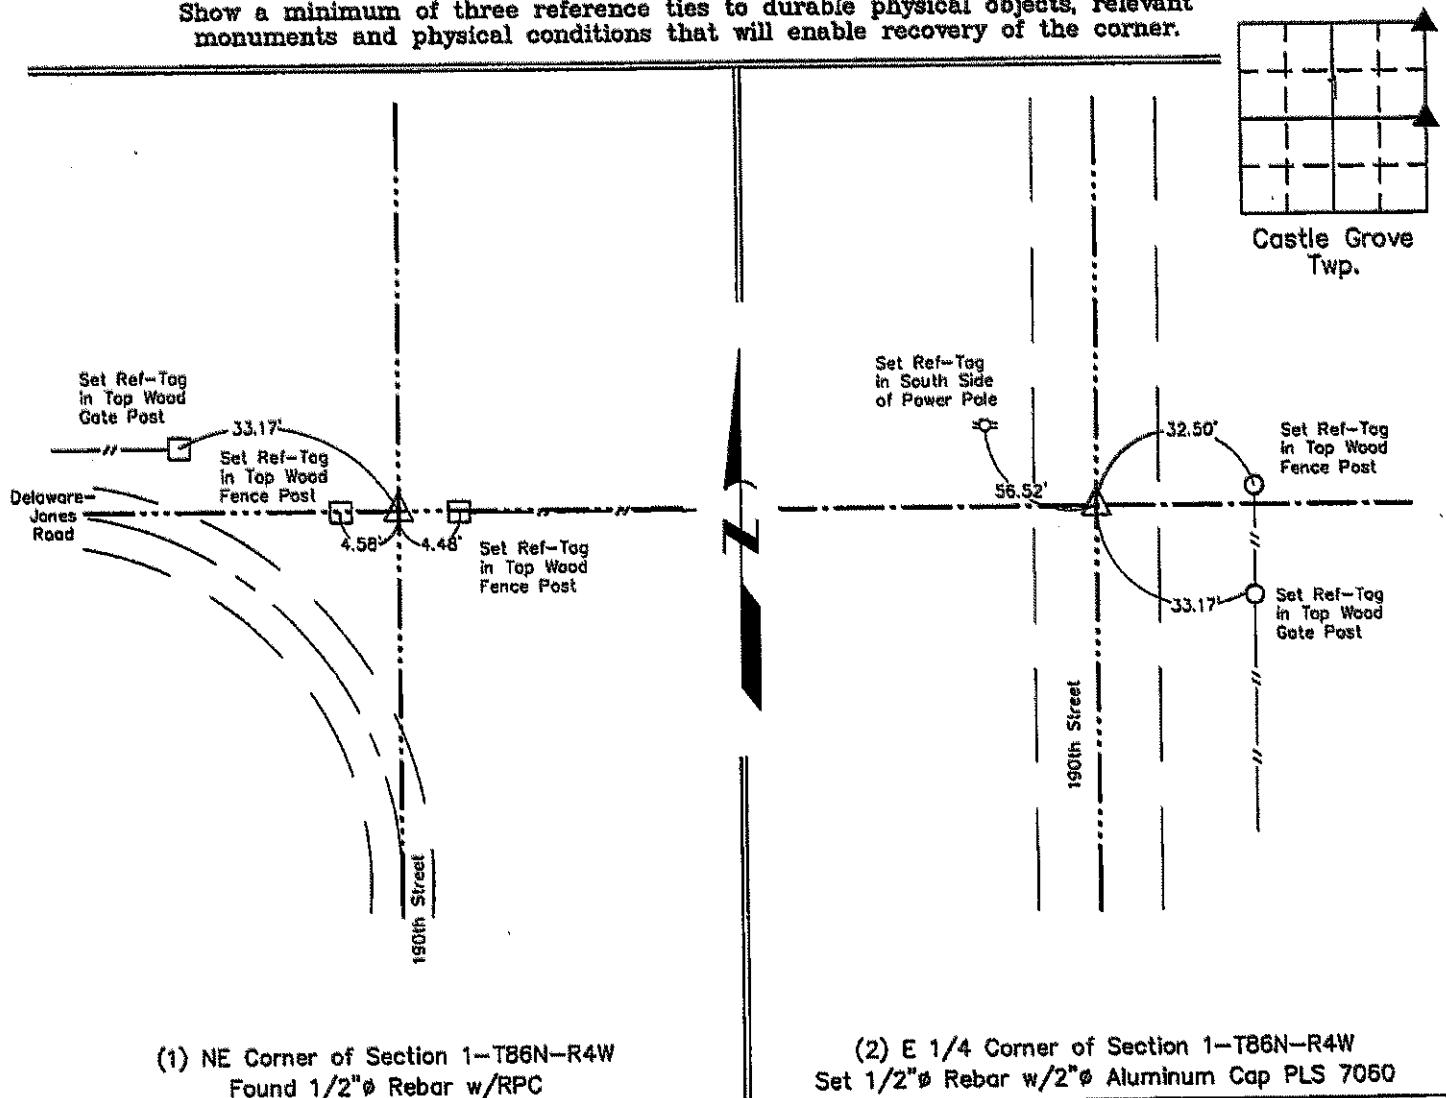 Show a minimum of three reference ties to durable physical objects, relevant
monuments and physical conditions that will enable recovery of the corner.
Castle Grove
Twp.
Set Ref-Tag
in Top Wood
Gate Post
33.17'
Set Ref-Tag
in Top Wood
Fence Post
Delaware-
Jones
Road
4.58'
4.48'
Set Ref-Tag
in Top Wood
Fence Post
190th Street
(1) NE Corner of Section 1-T86N-R4W
Found 1/2"ø Rebar w/RPC
Z
Set Ref-Tag
in South Side
of Power Pole
56.52'
32.50'
Set Ref-Tag
in Top Wood
Fence Post
33.17'
Set Ref-Tag
in Top Wood
Gate Post
190th Street
(2) E 1/4 Corner of Section 1-T86N-R4W
Set 1/2"ø Rebar w/2"ø Aluminum Cap PLS 7060